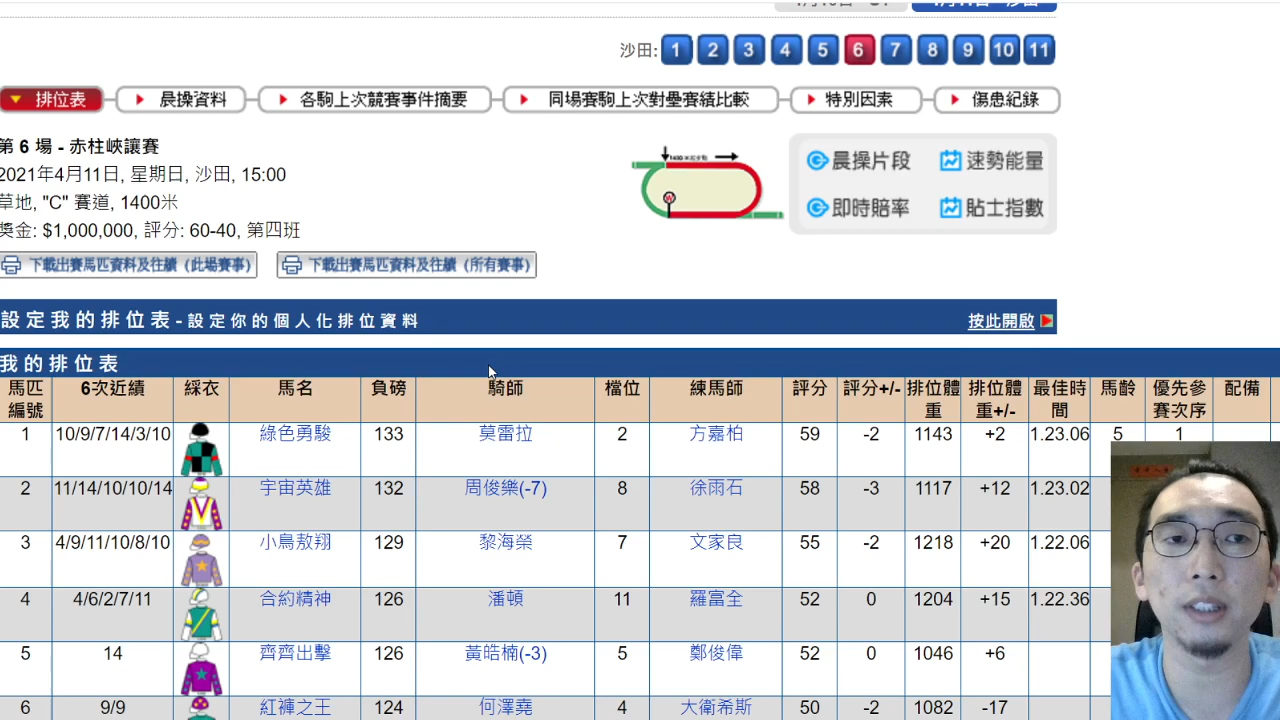 沙田: 1 2 3 4 5 6 7 8 9 10 11
排位表 晨操資料 各駒上次競賽事件摘要 同場賽駒上次對壘賽績比較 特別因素 傷患紀錄
第 6 場 - 赤柱峽讓賽
2021年4月11日, 星期日, 沙田, 15:00
草地, "C" 賽道, 1400米
獎金: $1,000,000, 評分: 60-40, 第四班
晨操片段 速勢能量
即時賠率 貼士指數
下載出賽馬匹資料及往績 (此場賽事) 下載出賽馬匹資料及往績 (所有賽事)
設定我的排位表 - 設定你的個人化排位資料 按此開啟
我的排位表
馬匹編號 6次近績 綵衣 馬名 負磅 騎師 檔位 練馬師 評分 評分+/- 排位體重 排位體重+/- 最佳時間 馬齡 優先參賽次序 配備
1 10/9/7/14/3/10 綠色勇駿 133 莫雷拉 2 方嘉柏 59 -2 1143 +2 1.23.06 5 1
2 11/14/10/10/14 宇宙英雄 132 周俊樂(-7) 8 徐雨石 58 -3 1117 +12 1.23.02
3 4/9/11/10/8/10 小鳥敖翔 129 黎海榮 7 文家良 55 -2 1218 +20 1.22.06
4 4/6/2/7/11 合約精神 126 潘頓 11 羅富全 52 0 1204 +15 1.22.36
5 14 齊齊出擊 126 黃皓楠(-3) 5 鄭俊偉 52 0 1046 +6
6 9/9 紅褲之王 124 何澤堯 4 大衛希斯 50 -2 1082 -17